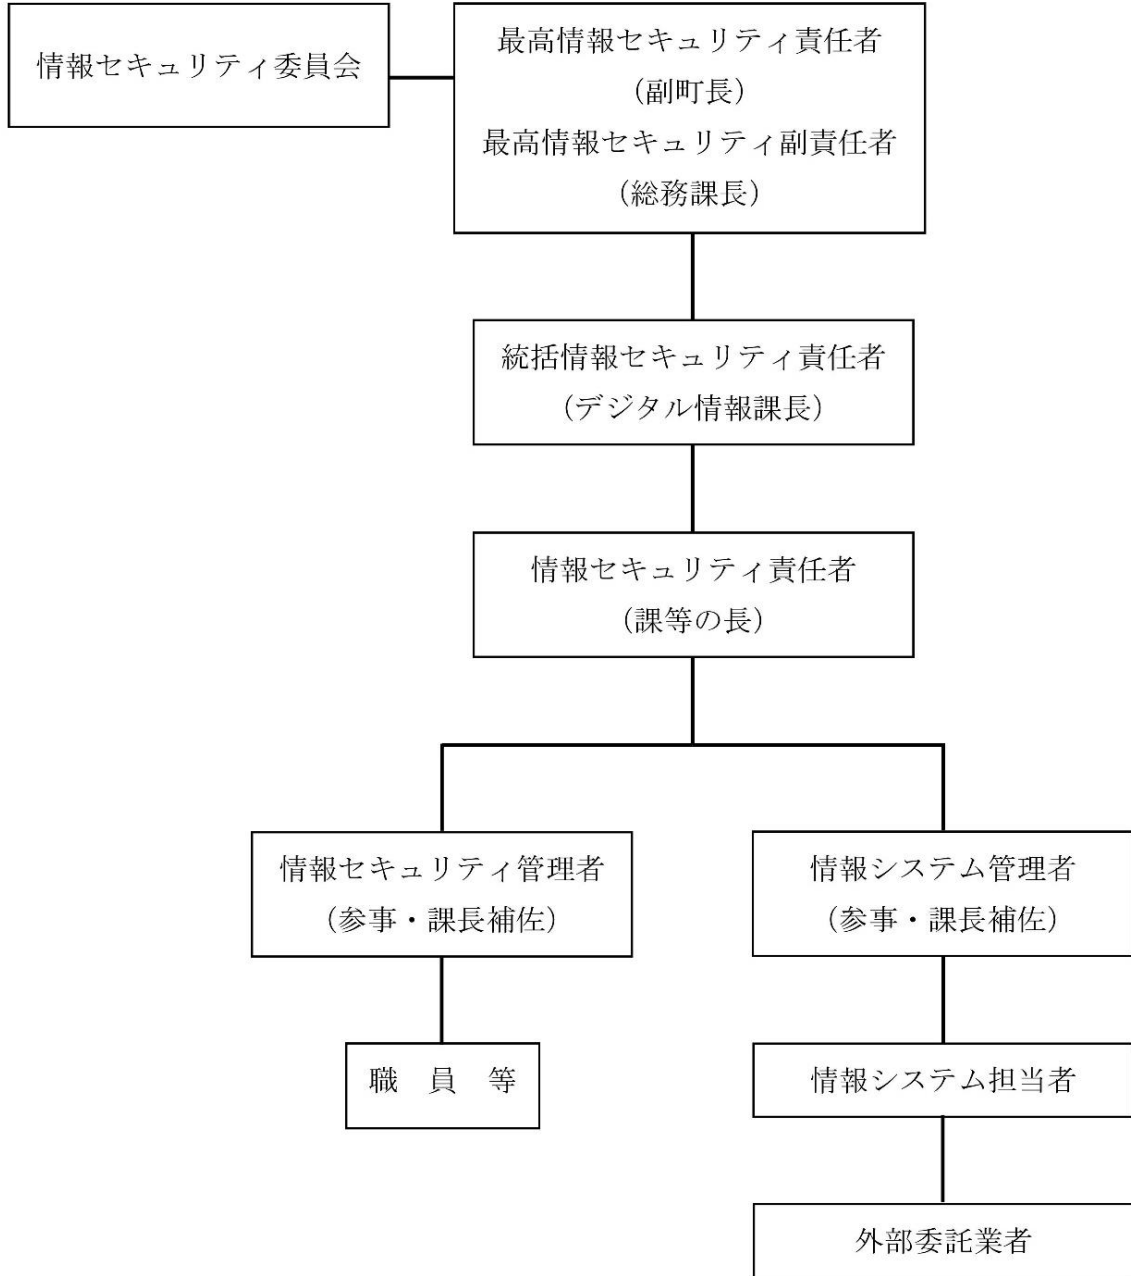 情報セキュリティ委員会
最高情報セキュリティ責任者
（副町長）
最高情報セキュリティ副責任者
（総務課長）
統括情報セキュリティ責任者
（デジタル情報課長）
情報セキュリティ責任者
（課等の長）
情報セキュリティ管理者
（参事・課長補佐）
情報システム管理者
（参事・課長補佐）
職　員　等
情報システム担当者
外部委託業者